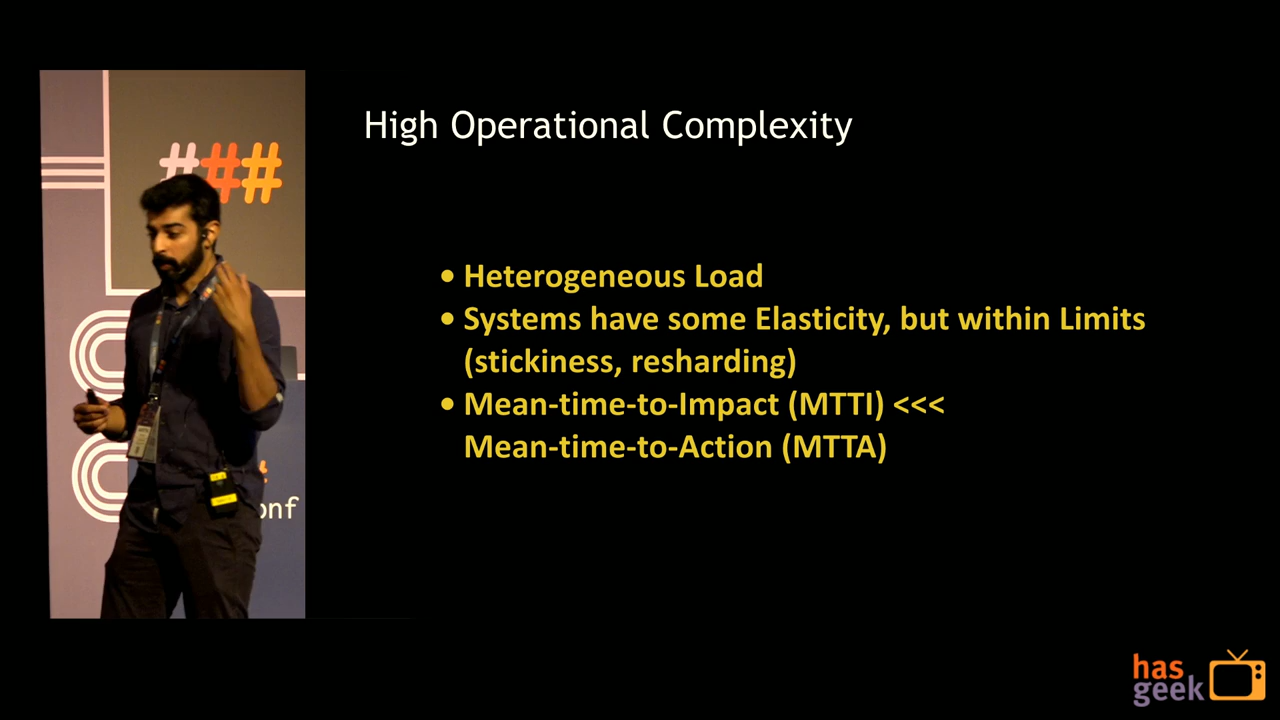 ###
High Operational Complexity
• Heterogeneous Load
• Systems have some Elasticity, but within Limits
(stickiness, resharding)
• Mean-time-to-Impact (MTTI) <<<
Mean-time-to-Action (MTTA)
onf
has
geek